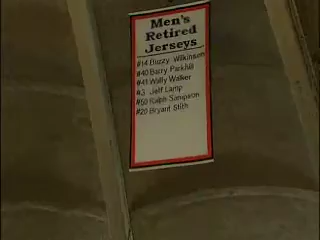 Men's
Retired
Jerseys
#14 Buzzy Wilkinson
#40 Barry Parkhill
#41 Wally Walker
#3 Jeff Lamp
#50 Ralph Sampson
#20 Bryant Stith